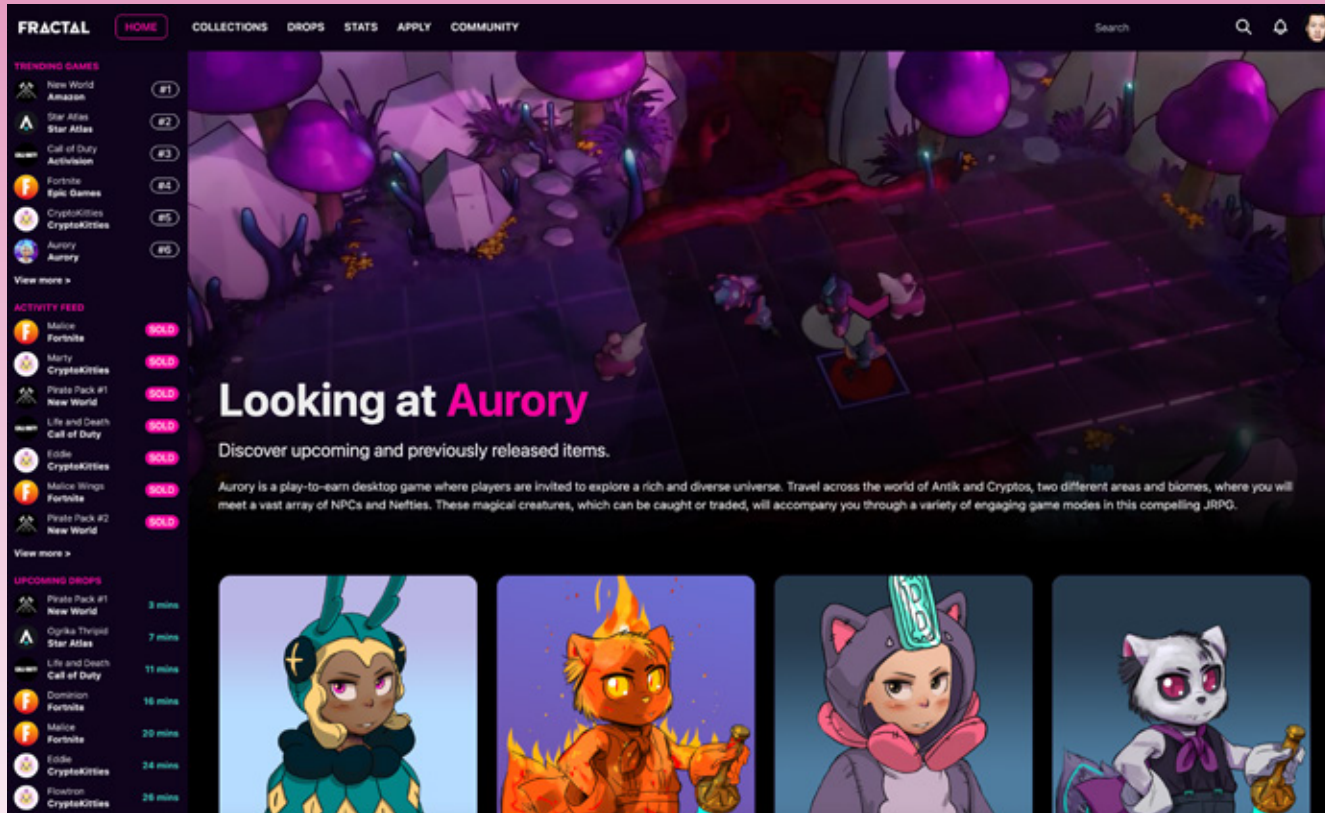 FRACTAL
HOME
COLLECTIONS
DROPS
STATS
APPLY
COMMUNITY
Search
TRENDING GAMES
New World
Amazon
#1
Star Atlas
Star Atlas
#2
Call of Duty
Activision
#3
Fortnite
Epic Games
#4
CryptoKitties
CryptoKitties
#5
Aurory
Aurory
#6
View more >
ACTIVITY FEED
Malice
Fortnite
SOLD
Marty
CryptoKitties
SOLD
Pirate Pack #1
New World
SOLD
Life and Death
Call of Duty
SOLD
Eddie
CryptoKitties
SOLD
Malice Wings
Fortnite
SOLD
Pirate Pack #2
New World
SOLD
View more >
UPCOMING DROPS
Pirate Pack #1
New World
3 mins
Ogrika Thripid
Star Atlas
7 mins
Life and Death
Call of Duty
11 mins
Dominion
Fortnite
16 mins
Malice
Fortnite
20 mins
Eddie
CryptoKitties
24 mins
Flowtron
CryptoKitties
26 mins
Looking at Aurory
Discover upcoming and previously released items.
Aurory is a play-to-earn desktop game where players are invited to explore a rich and diverse universe. Travel across the world of Antik and Cryptos, two different areas and biomes, where you will
meet a vast array of NPCs and Nefties. These magical creatures, which can be caught or traded, will accompany you through a variety of engaging game modes in this compelling JRPG.